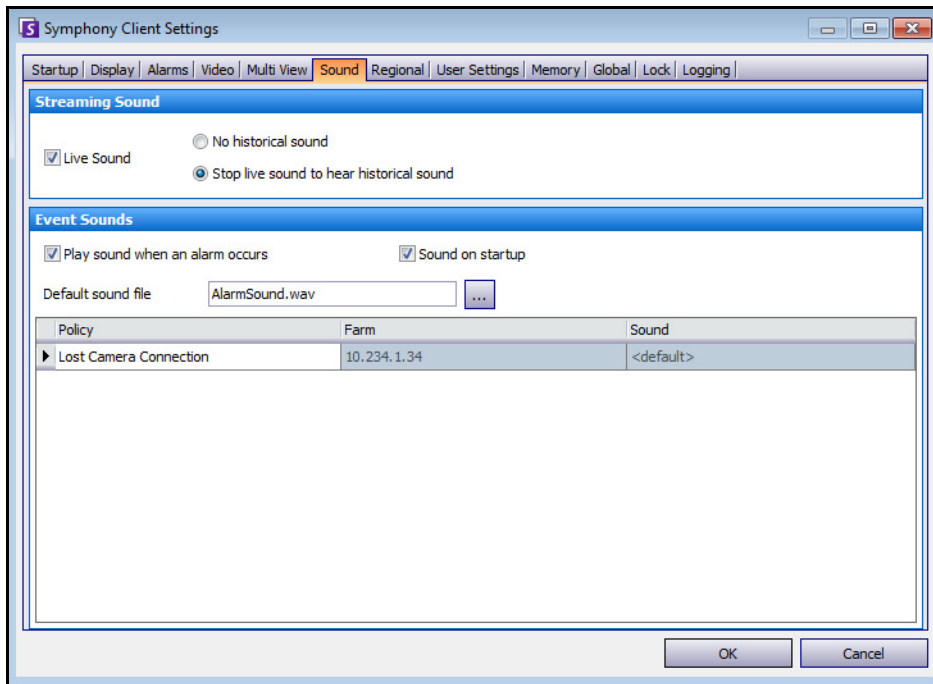 Symphony Client Settings
Startup Display Alarms Video Multi View Sound Regional User Settings Memory Global Lock Logging
Streaming Sound
Live Sound
No historical sound
Stop live sound to hear historical sound
Event Sounds
Play sound when an alarm occurs Sound on startup
Default sound file AlarmSound.wav ...
Policy Farm Sound
Lost Camera Connection 10.234.1.34 <default>
OK Cancel